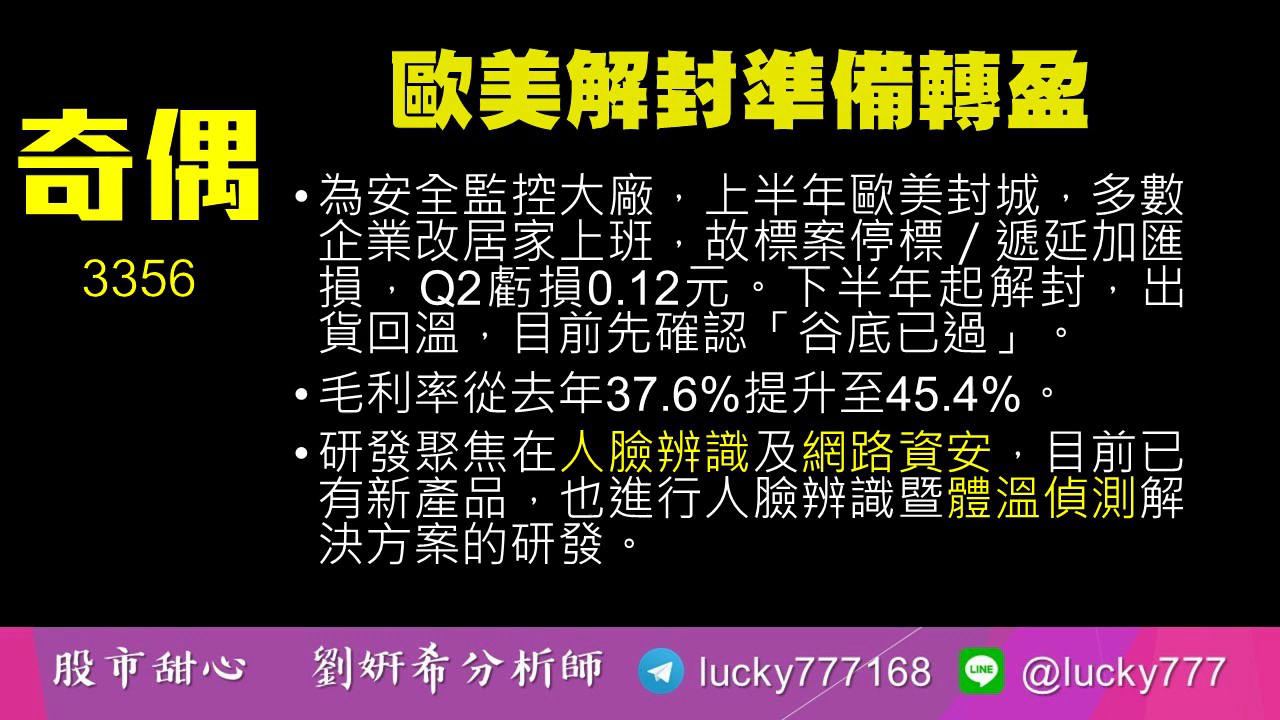 歐美解封準備轉盈
奇偶
3356
•為安全監控大廠，上半年歐美封城，多數
企業改居家上班，故標案停標/遞延加匯
損，Q2虧損0.12元。下半年起解封，出
貨回溫，目前先確認「谷底已過」。
•毛利率從去年37.6%提升至45.4%。
•研發聚焦在人臉辨識及網路資安，目前已
有新產品，也進行人臉辨識暨體溫偵測解
決方案的研發。
股市甜心 劉妍希分析師 lucky777168 LINE @lucky777